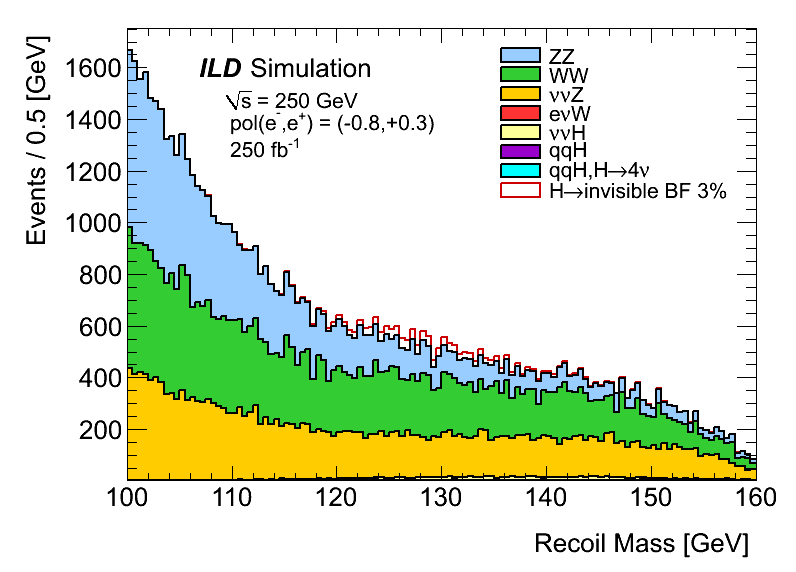 Events / 0.5 [GeV]
1600
1400
1200
1000
800
600
400
200
ILD Simulation
√s = 250 GeV
pol(e⁻,e⁺) = (-0.8,+0.3)
250 fb⁻¹
ZZ
WW
ννZ
eνW
ννH
qqH
qqH,H→4ν
H→invisible BF 3%
100 110 120 130 140 150 160
Recoil Mass [GeV]